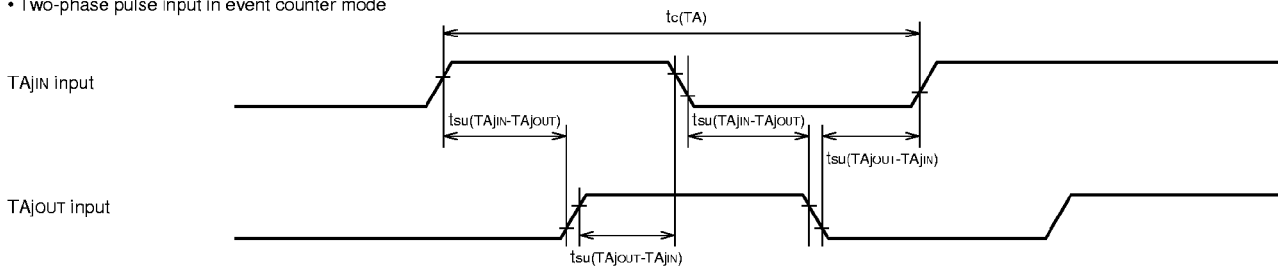 • Two-phase pulse input in event counter mode
tc(TA)
TAjIN input
tsu(TAjIN-TAjOUT)
tsu(TAjIN-TAjOUT)
tsu(TAjOUT-TAjIN)
TAjOUT input
tsu(TAjOUT-TAjIN)